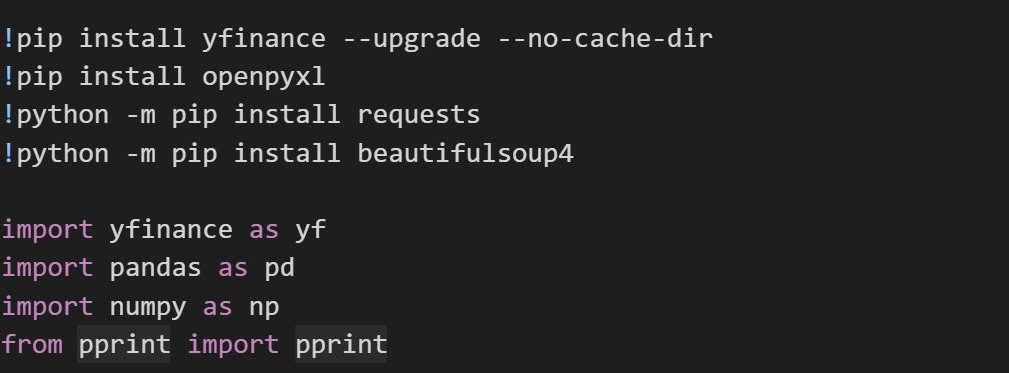 !pip install yfinance --upgrade --no-cache-dir
!pip install openpyxl
!python -m pip install requests
!python -m pip install beautifulsoup4
import yfinance as yf
import pandas as pd
import numpy as np
from pprint import pprint